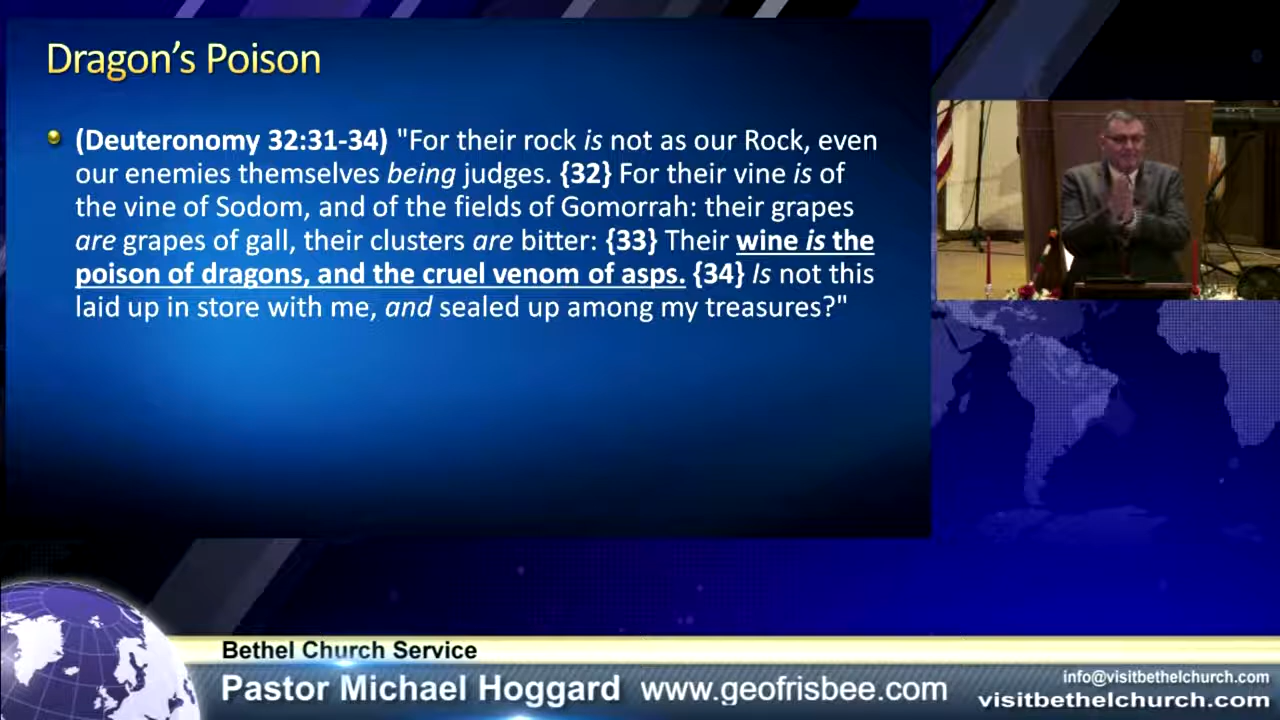 Dragon's Poison
(Deuteronomy 32:31-34) "For their rock is not as our Rock, even
our enemies themselves being judges. {32} For their vine is of
the vine of Sodom, and of the fields of Gomorrah: their grapes
are grapes of gall, their clusters are bitter: {33} Their wine is the
poison of dragons, and the cruel venom of asps. {34} Is not this
laid up in store with me, and sealed up among my treasures?"
Bethel Church Service
Pastor Michael Hoggard www.geofrisbee.com
info@visitbethelchurch.com
visitbethelchurch.com